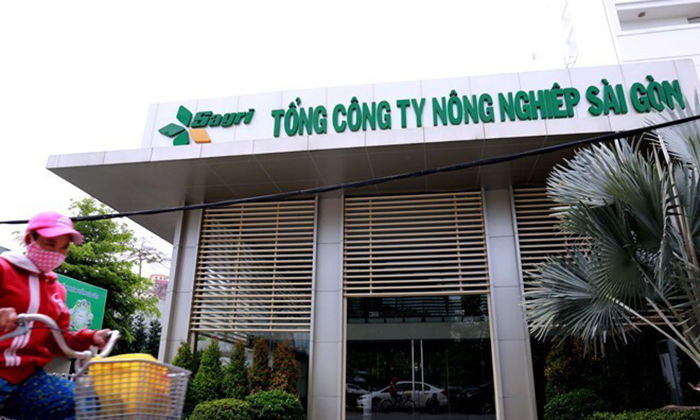 Sagri TỔNG CÔNG TY NÔNG NGHIỆP SÀI GÒN